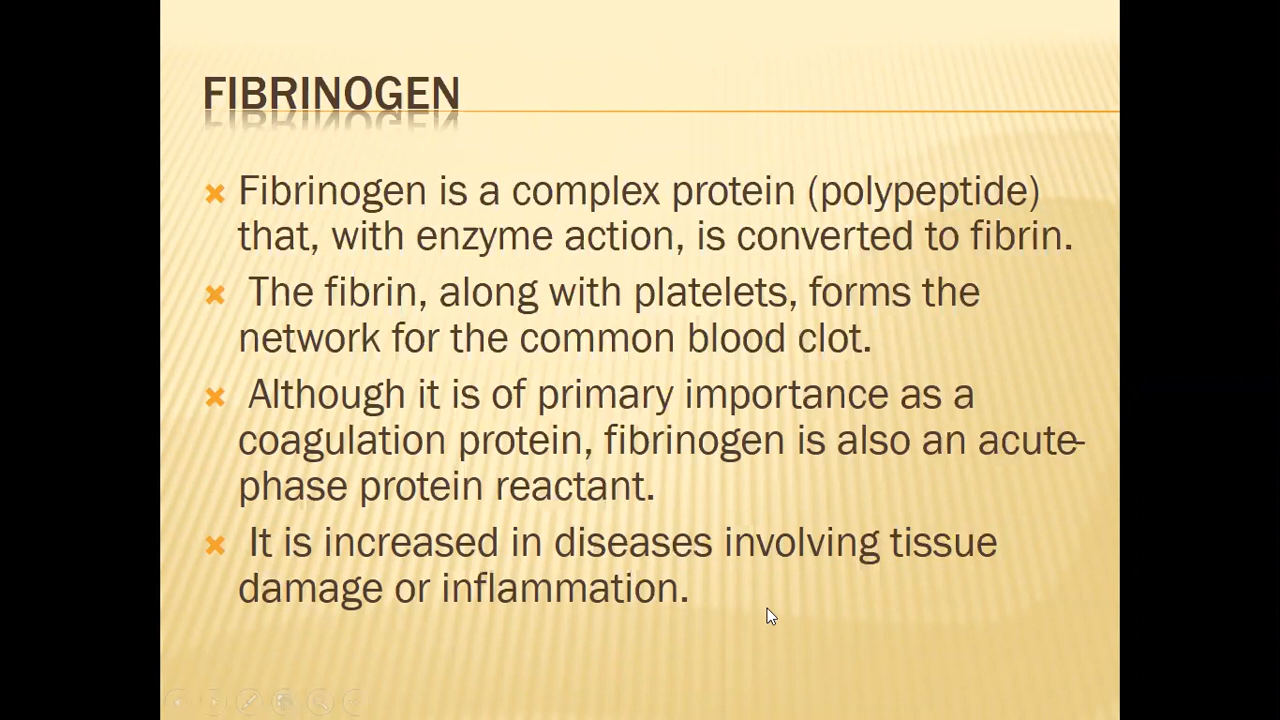 FIBRINOGEN
Fibrinogen is a complex protein (polypeptide)
that, with enzyme action, is converted to fibrin.
The fibrin, along with platelets, forms the
network for the common blood clot.
Although it is of primary importance as a
coagulation protein, fibrinogen is also an acute-
phase protein reactant.
It is increased in diseases involving tissue
damage or inflammation.